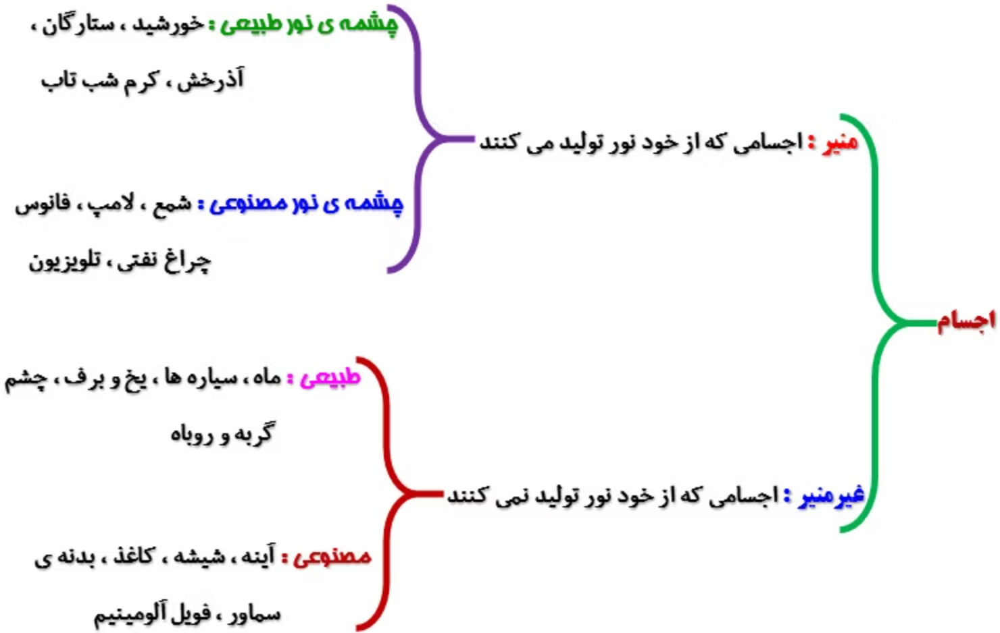 اجسام
منیر : اجسامی که از خود نور تولید می کنند
چشمه ی نور طبیعی : خورشید ، ستارگان ،
آذرخش ، کرم شب تاب
چشمه ی نور مصنوعی : شمع ، لامپ ، فانوس
چراغ نفتی ، تلویزیون
غیرمنیر : اجسامی که از خود نور تولید نمی کنند
طبیعی : ماه ، سیاره ها ، یخ و برف ، چشم
گربه و روباه
مصنوعی : آینه ، شیشه ، کاغذ ، بدنه ی
سماور ، فویل آلومینیم